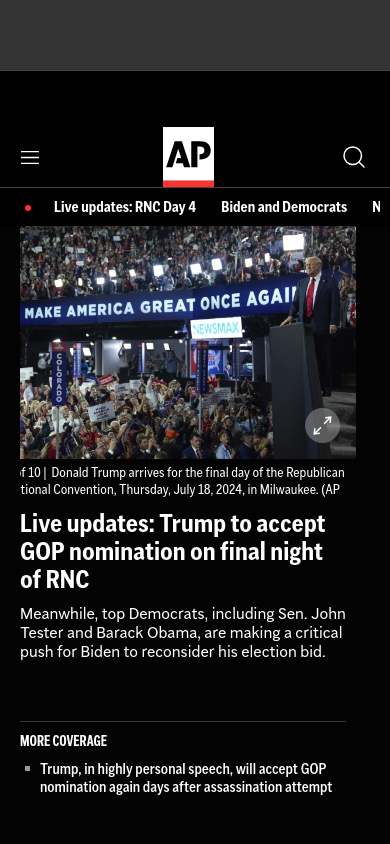 AP
Live updates: RNC Day 4 Biden and Democrats N
MAKE AMERICA GREAT ONCE AGAIN
NEWSMAX
COLORADO
of 10 | Donald Trump arrives for the final day of the Republican
tional Convention, Thursday, July 18, 2024, in Milwaukee. (AP
Live updates: Trump to accept
GOP nomination on final night
of RNC
Meanwhile, top Democrats, including Sen. John
Tester and Barack Obama, are making a critical
push for Biden to reconsider his election bid.
MORE COVERAGE
Trump, in highly personal speech, will accept GOP
nomination again days after assassination attempt